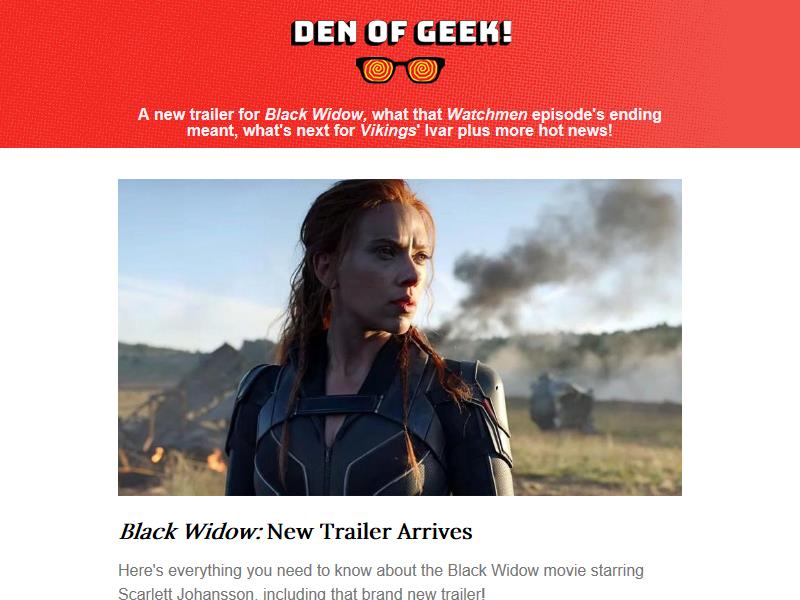 DEN OF GEEK!
A new trailer for Black Widow, what that Watchmen episode's ending
meant, what's next for Vikings' Ivar plus more hot news!
Black Widow: New Trailer Arrives
Here's everything you need to know about the Black Widow movie starring
Scarlett Johansson, including that brand new trailer!